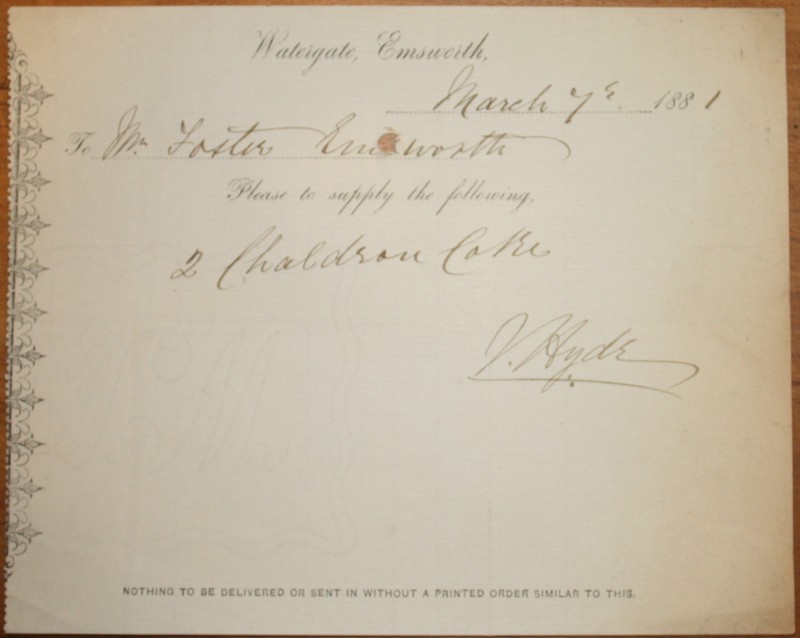 Watergate, Emsworth,
March 7th. 1881
To Mr Foster Emsworth
Please to supply the following,
2 Chaldron Coke
J. Hyde
NOTHING TO BE DELIVERED OR SENT IN WITHOUT A PRINTED ORDER SIMILAR TO THIS.